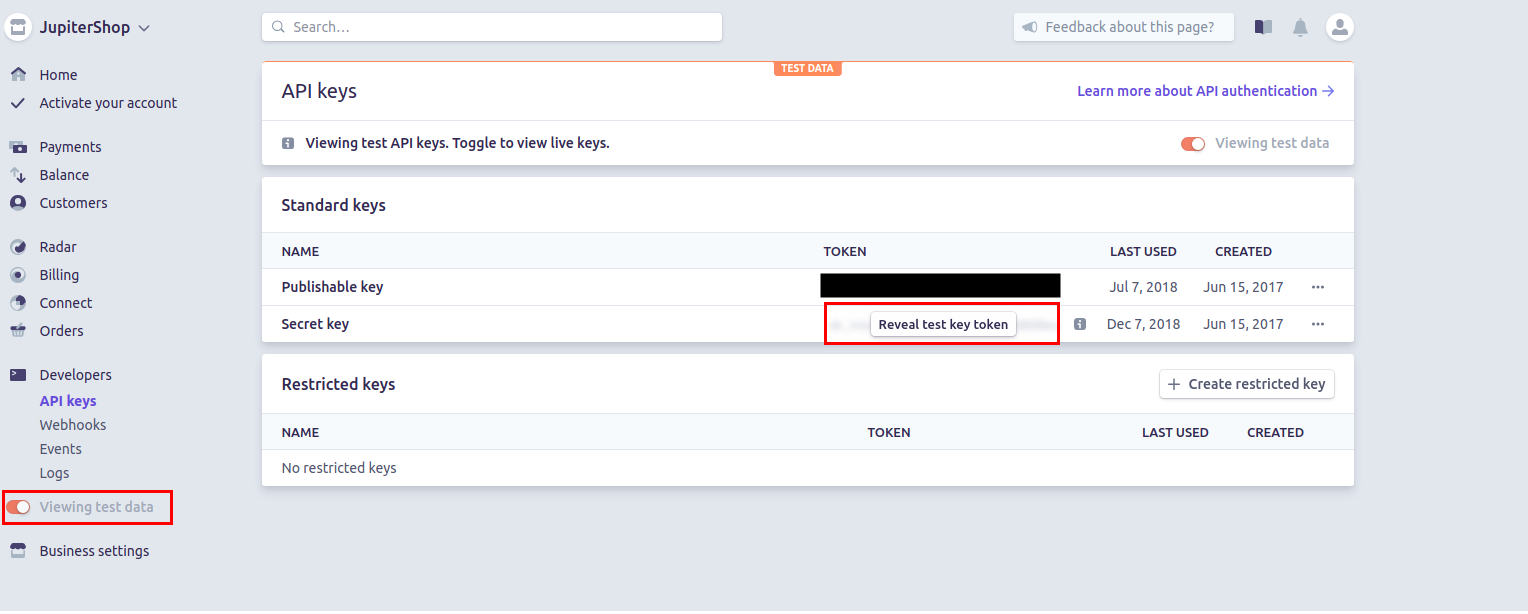 JupiterShop
Search...
Feedback about this page?
Home
Activate your account
Payments
Balance
Customers
Radar
Billing
Connect
Orders
Developers
API keys
Webhooks
Events
Logs
Viewing test data
Business settings
TEST DATA
API keys
Learn more about API authentication →
Viewing test API keys. Toggle to view live keys.
Viewing test data
Standard keys
NAME TOKEN LAST USED CREATED
Publishable key Jul 7, 2018 Jun 15, 2017
Secret key Reveal test key token Dec 7, 2018 Jun 15, 2017
Restricted keys
+ Create restricted key
NAME TOKEN LAST USED CREATED
No restricted keys